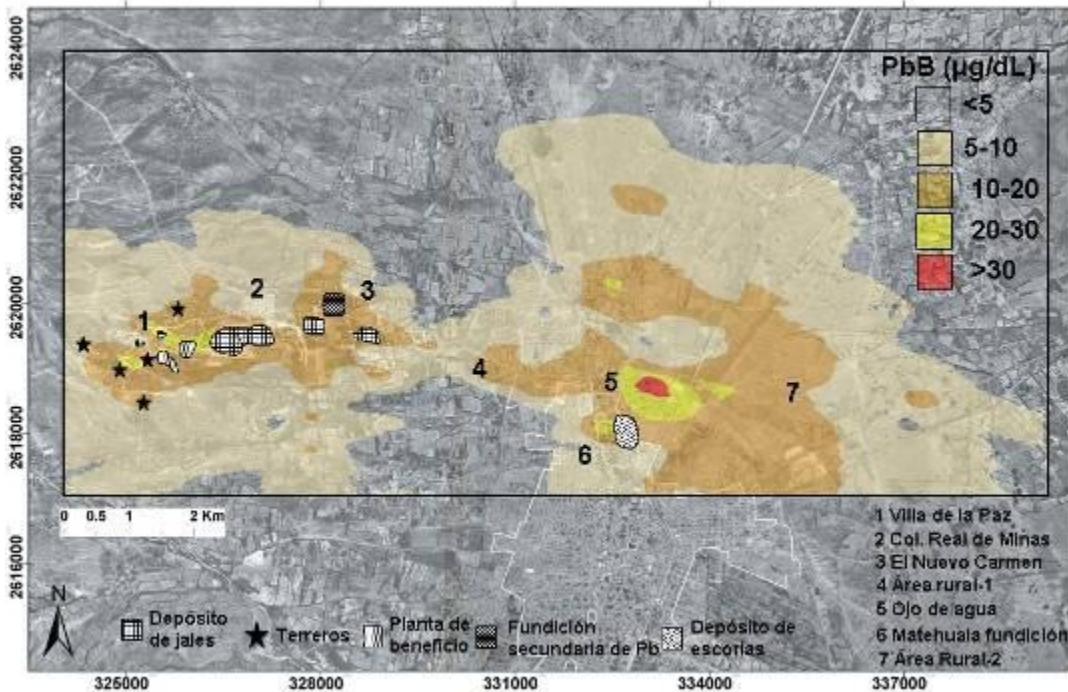 PbB (µg/dL)
<5
5-10
10-20
20-30
>30
2624000
2622000
2620000
2618000
2616000
1
2
3
4
5
6
7
0 0.5 1 2 Km
1 Villa de la Paz
2 Col. Real de Minas
3 El Nuevo Carmen
4 Área rural-1
5 Ojo de agua
6 Matehuala fundición
7 Área Rural-2
N
Depósito
de jales
Terreros
Planta de
beneficio
Fundición
secundaria de Pb
Depósito de
escorias
325000 328000 331000 334000 337000